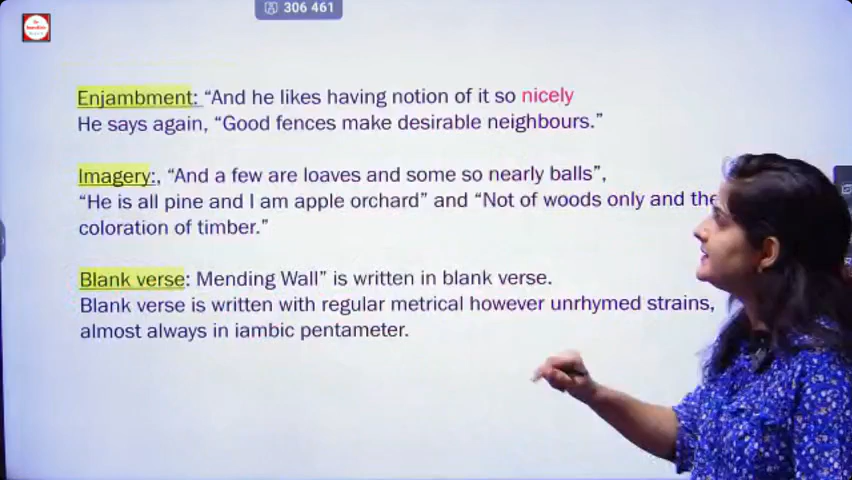 306 461
Enjambment: “And he likes having notion of it so nicely
He says again, “Good fences make desirable neighbours.”
Imagery:, “And a few are loaves and some so nearly balls”,
“He is all pine and I am apple orchard” and “Not of woods only and the
coloration of timber.”
Blank verse: Mending Wall” is written in blank verse.
Blank verse is written with regular metrical however unrhymed strains,
almost always in iambic pentameter.